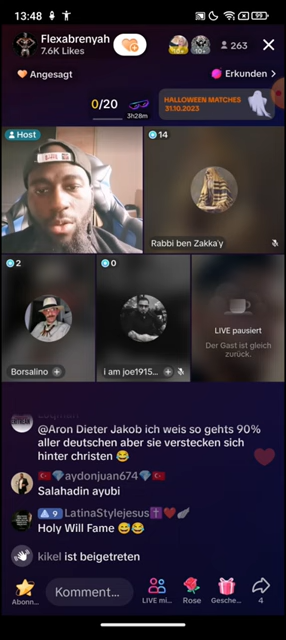 13:48
99
Flexabrenyah
7.6K Likes
263
Angesagt
Erkunden >
0/20
3h28m
HALLOWEEN MATCHES
31.10.2023
Host
14
Rabbi ben Zakka'y
2
Borsalino
0
i am joe1915...
LIVE pausiert
Der Gast ist gleich
zurück.
@Aron Dieter Jakob ich weis so gehts 90%
aller deutschen aber sie verstecken sich
hinter christen 😂
🇹🇷💎aydonjuan674💎🇹🇷
Salahadin ayubi
9 LatinaStylejesus✝️❤️🪽
Holy Will Fame 😅😂
kikel ist beigetreten
Komment...
Abonn...
LIVE mi...
Rose
Gesche...
4